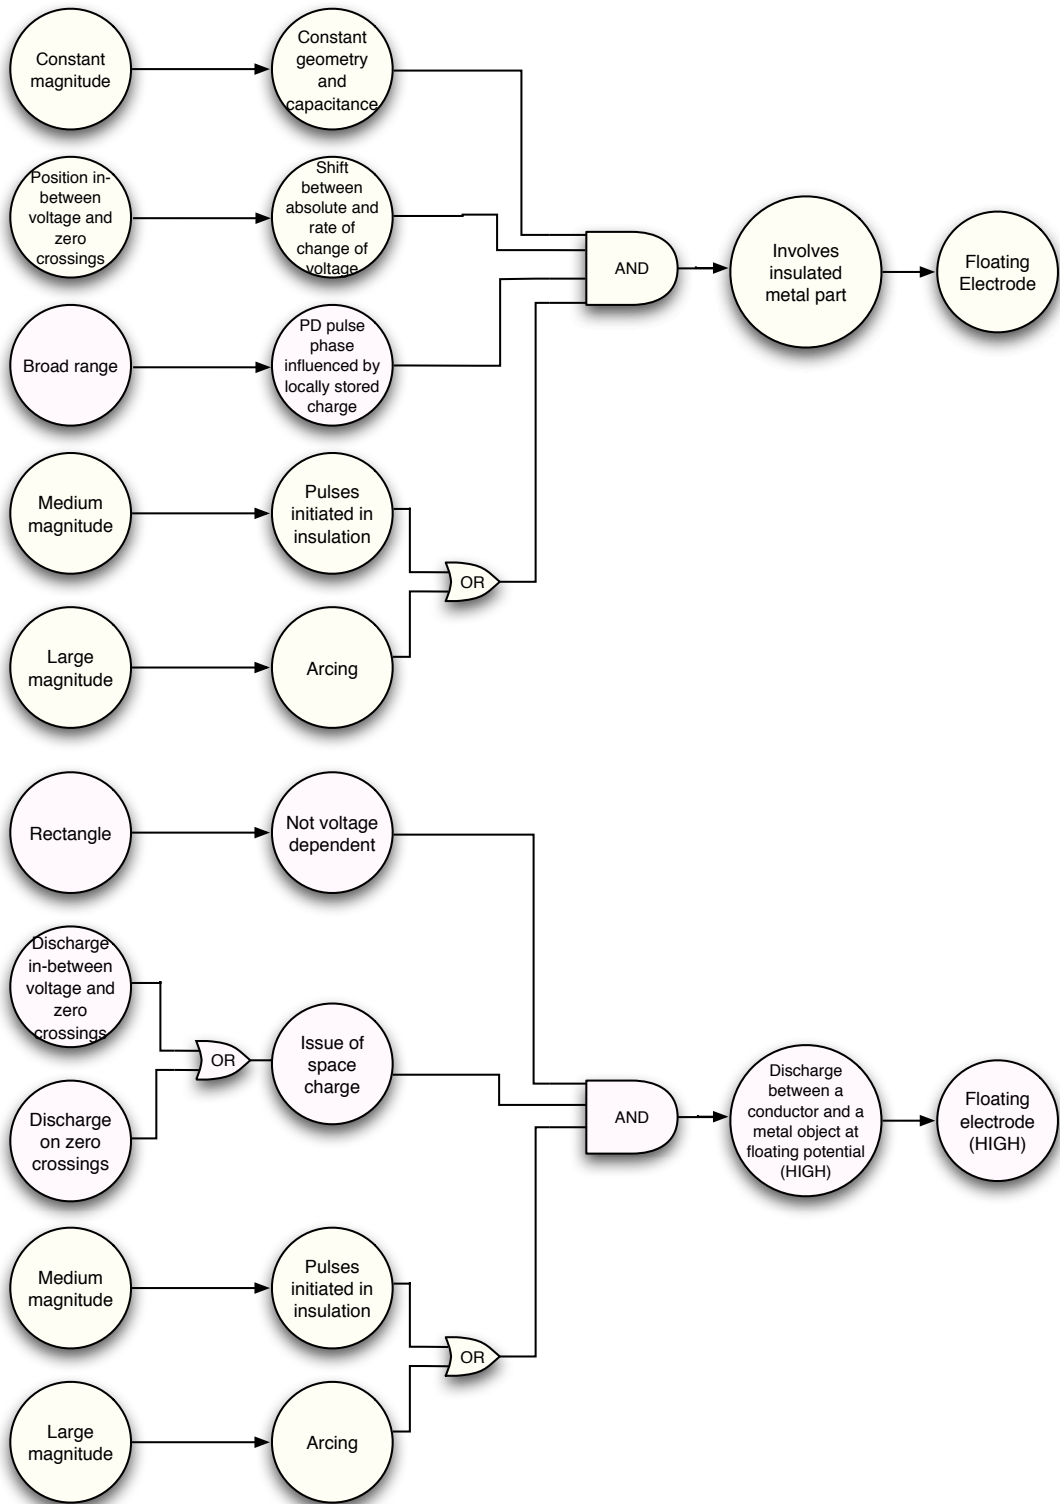 Constant
magnitude
Constant
geometry
and
capacitance
Position in-
between
voltage and
zero
crossings
Shift
between
absolute and
rate of
change of
voltage
AND
Involves
insulated
metal part
Floating
Electrode
Broad range
PD pulse
phase
influenced by
locally stored
charge
Medium
magnitude
Pulses
initiated in
insulation
OR
Large
magnitude
Arcing
Rectangle
Not voltage
dependent
Discharge
in-between
voltage and
zero
crossings
OR
Issue of
space
charge
Discharge
on zero
crossings
AND
Discharge
between a
conductor and a
metal object at
floating potential
(HIGH)
Floating
electrode
(HIGH)
Medium
magnitude
Pulses
initiated in
insulation
OR
Large
magnitude
Arcing